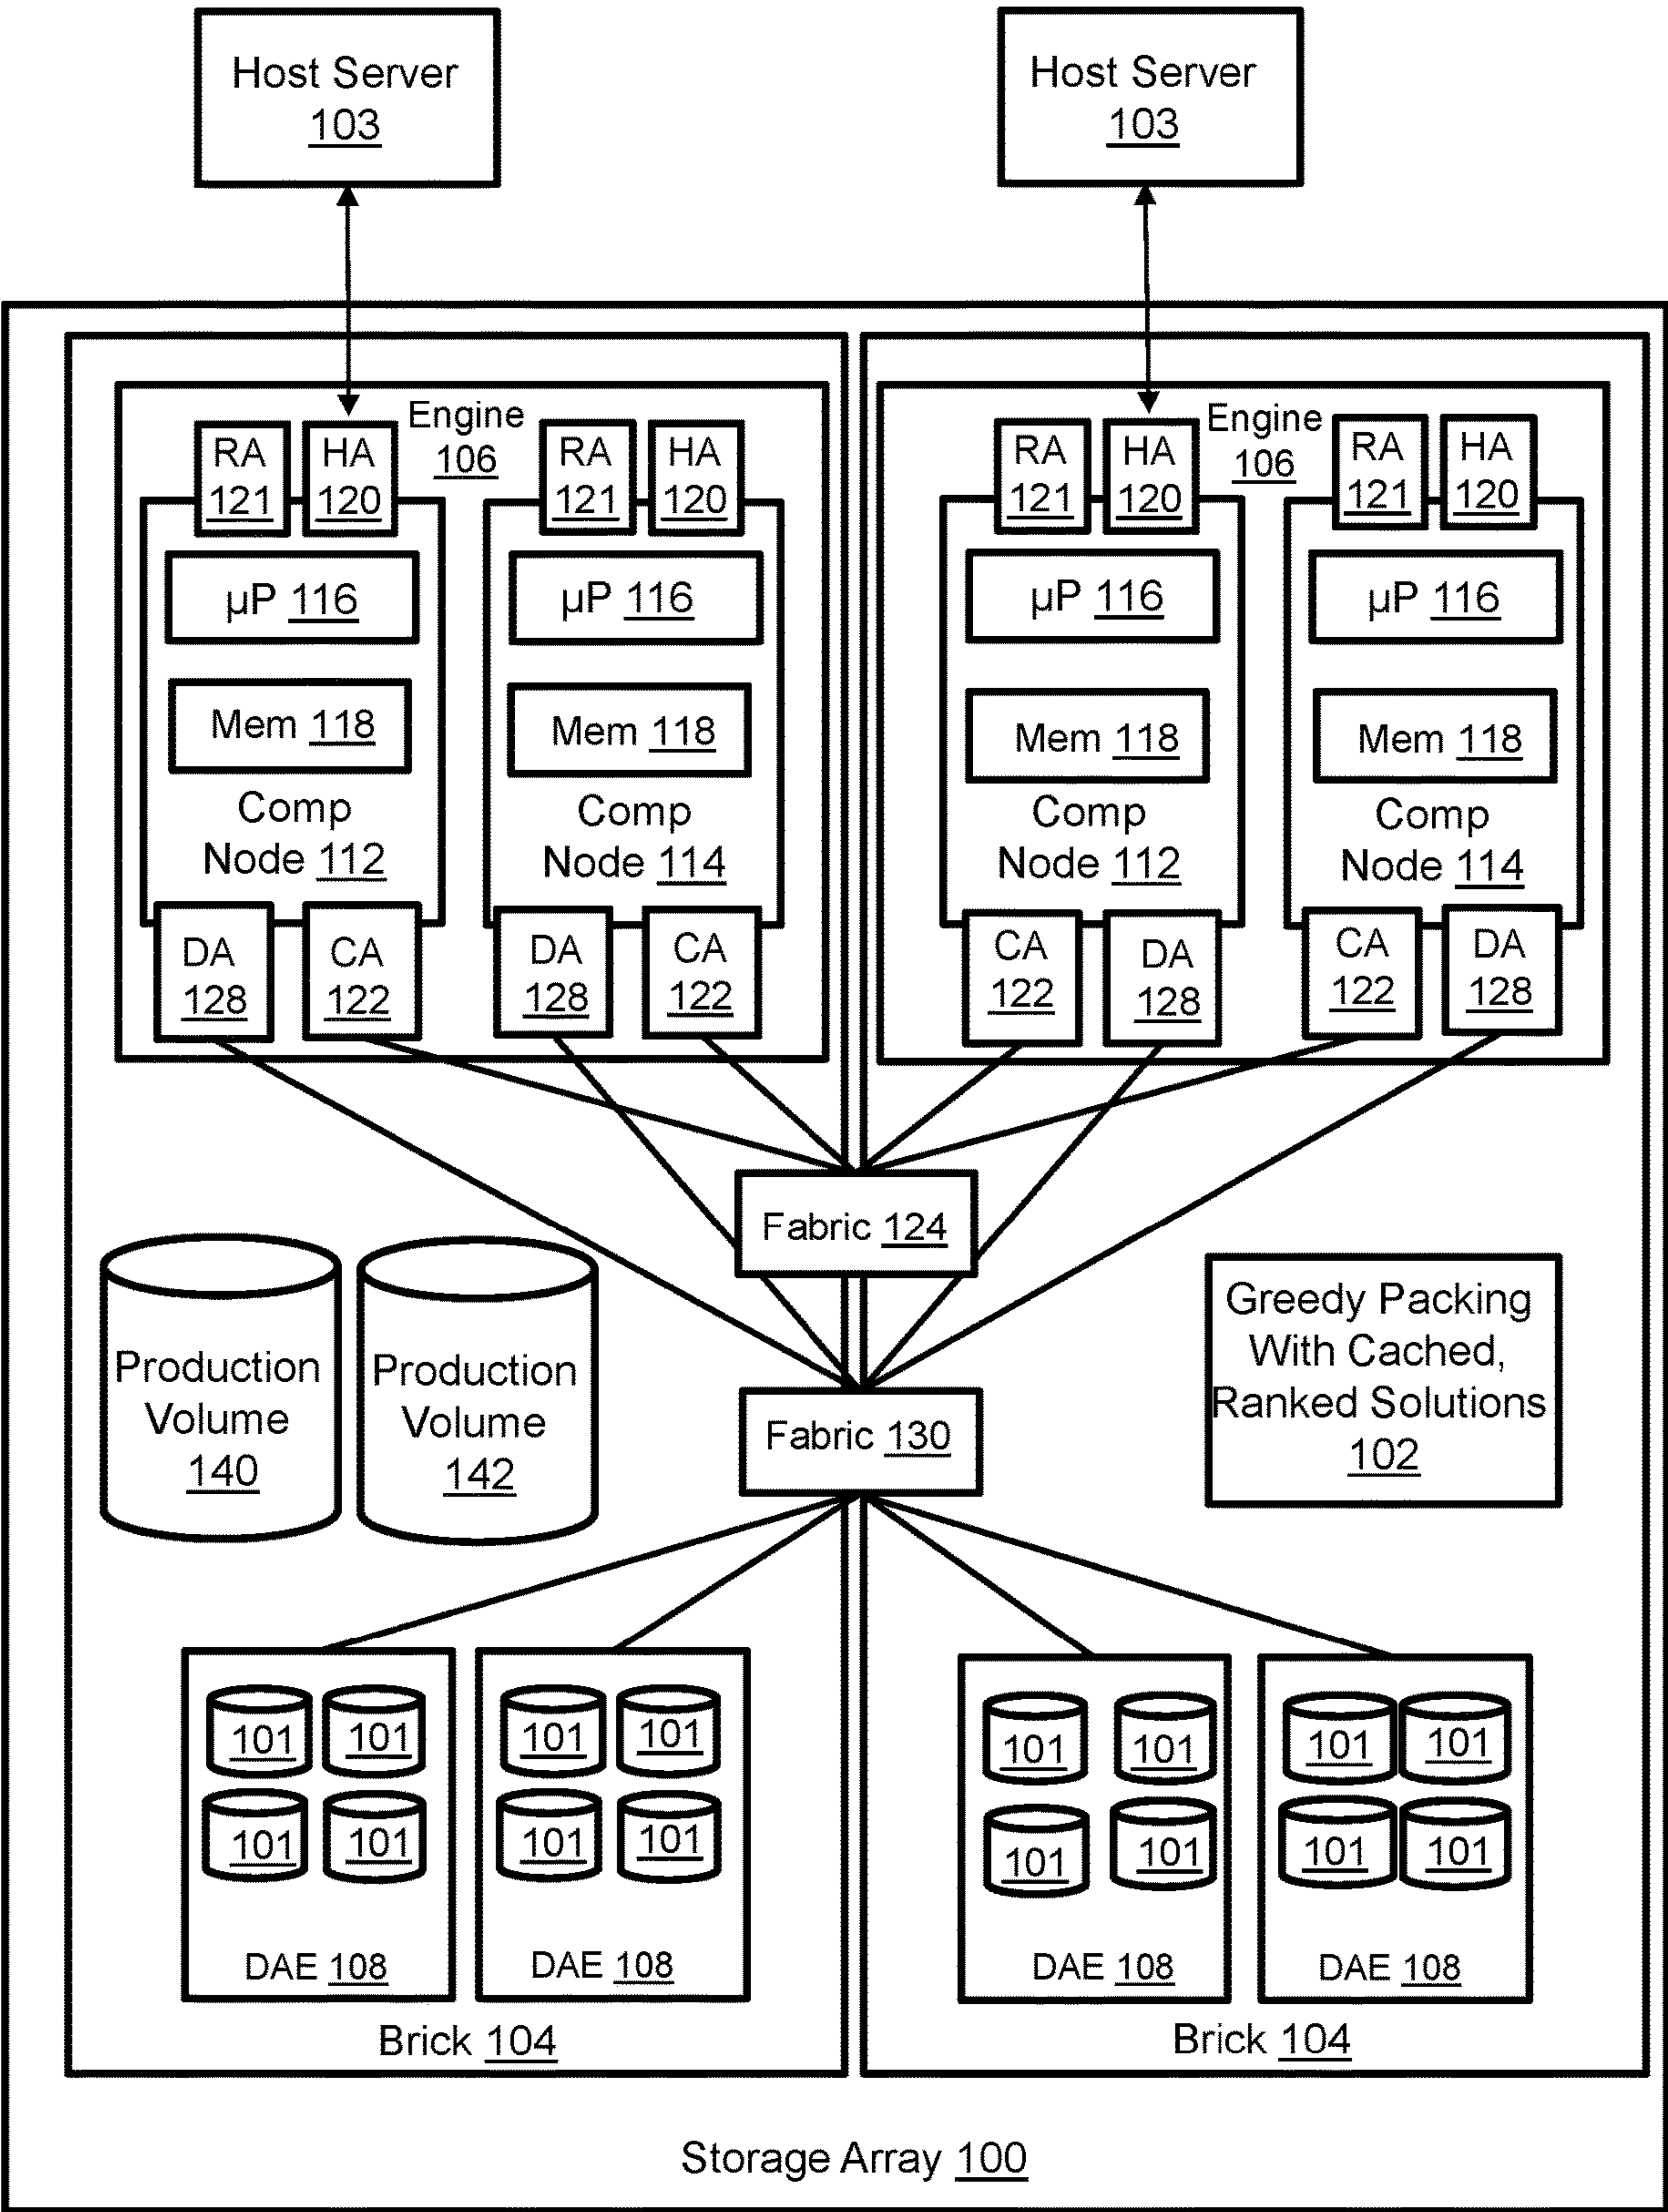 Host Server
103
Host Server
103
Engine
106
RA
121
HA
120
RA
121
HA
120
µP 116
µP 116
Mem 118
Mem 118
Comp
Node 112
Comp
Node 114
DA
128
CA
122
DA
128
CA
122
Engine
106
RA
121
HA
120
RA
121
HA
120
µP 116
µP 116
Mem 118
Mem 118
Comp
Node 112
Comp
Node 114
CA
122
DA
128
CA
122
DA
128
Fabric 124
Production
Volume
140
Production
Volume
142
Fabric 130
Greedy Packing
With Cached,
Ranked Solutions
102
101
101
101
101
DAE 108
101
101
101
101
DAE 108
101
101
101
101
DAE 108
101
101
101
101
DAE 108
Brick 104
Brick 104
Storage Array 100